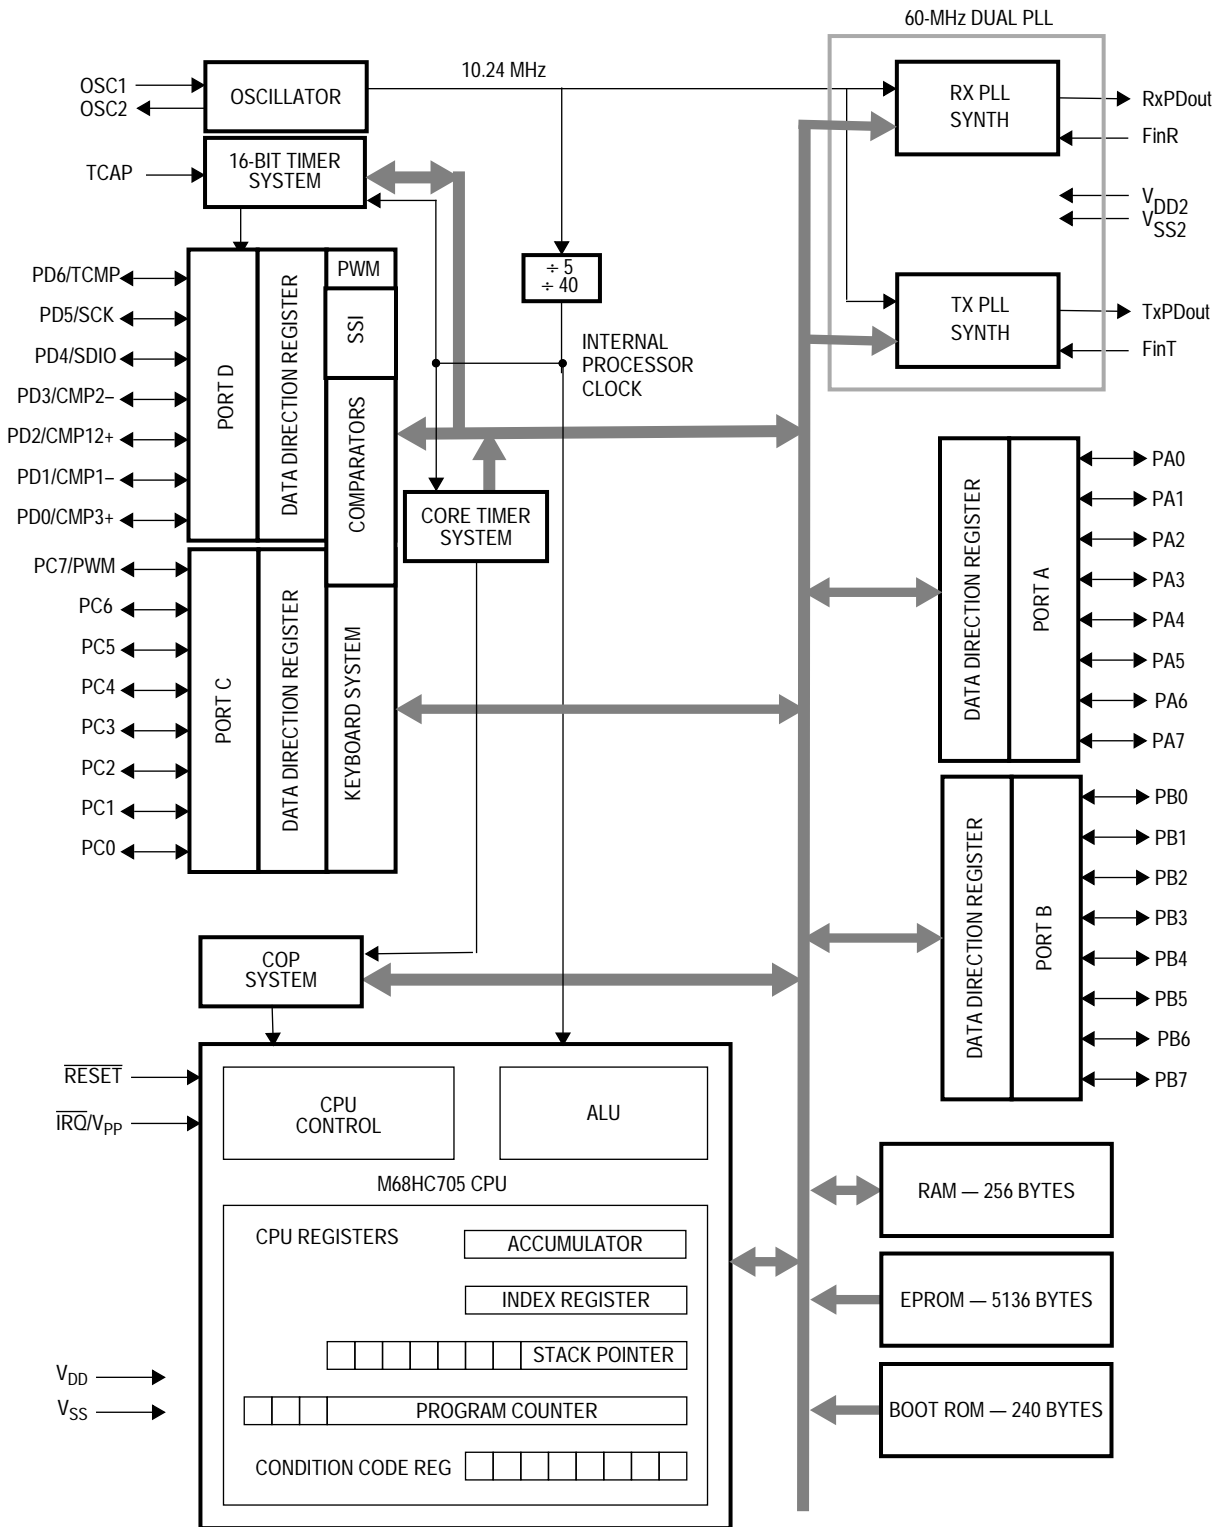 60-MHz DUAL PLL
OSC1
OSC2
OSCILLATOR
10.24 MHz
RX PLL
SYNTH
RxPDout
FinR
TCAP
16-BIT TIMER
SYSTEM
VDD2
VSS2
÷ 5
÷ 40
TX PLL
SYNTH
TxPDout
FinT
INTERNAL
PROCESSOR
CLOCK
PD6/TCMP
PD5/SCK
PD4/SDIO
PD3/CMP2–
PD2/CMP12+
PD1/CMP1–
PD0/CMP3+
PORT D
DATA DIRECTION REGISTER
PWM
SSI
COMPARATORS
CORE TIMER
SYSTEM
PC7/PWM
PC6
PC5
PC4
PC3
PC2
PC1
PC0
PORT C
DATA DIRECTION REGISTER
KEYBOARD SYSTEM
DATA DIRECTION REGISTER
PORT A
PA0
PA1
PA2
PA3
PA4
PA5
PA6
PA7
DATA DIRECTION REGISTER
PORT B
PB0
PB1
PB2
PB3
PB4
PB5
PB6
PB7
COP
SYSTEM
RESET
IRQ/VPP
CPU
CONTROL
ALU
M68HC705 CPU
CPU REGISTERS
ACCUMULATOR
INDEX REGISTER
STACK POINTER
PROGRAM COUNTER
CONDITION CODE REG
VDD
VSS
RAM — 256 BYTES
EPROM — 5136 BYTES
BOOT ROM — 240 BYTES